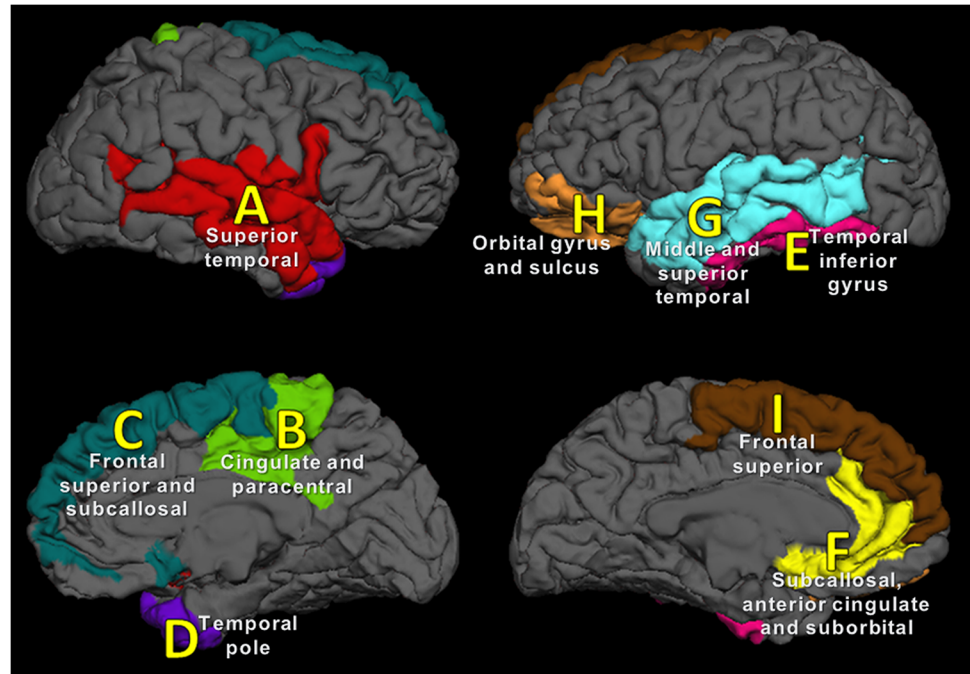 A
Superior
temporal
H
Orbital gyrus
and sulcus
G
Middle and
superior
temporal
E
Temporal
inferior
gyrus
C
Frontal
superior and
subcallosal
B
Cingulate and
paracentral
D
Temporal
pole
I
Frontal
superior
F
Subcallosal,
anterior cingulate
and suborbital